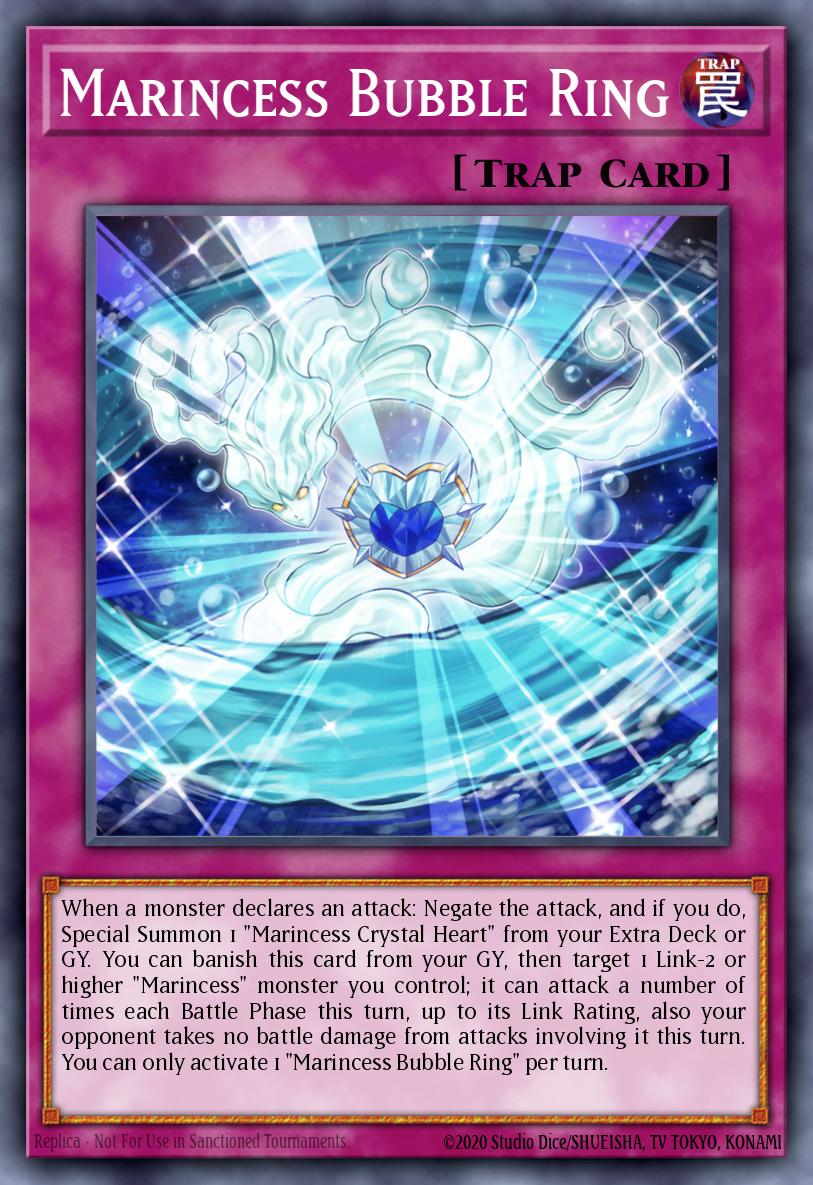 Marincess Bubble Ring
TRAP
罠
[Trap Card]
When a monster declares an attack: Negate the attack, and if you do,
Special Summon 1 "Marincess Crystal Heart" from your Extra Deck or
GY. You can banish this card from your GY, then target 1 Link-2 or
higher "Marincess" monster you control; it can attack a number of
times each Battle Phase this turn, up to its Link Rating, also your
opponent takes no battle damage from attacks involving it this turn.
You can only activate 1 "Marincess Bubble Ring" per turn.
Replica - Not For Use in Sanctioned Tournaments.
©2020 Studio Dice/SHUEISHA, TV TOKYO, KONAMI